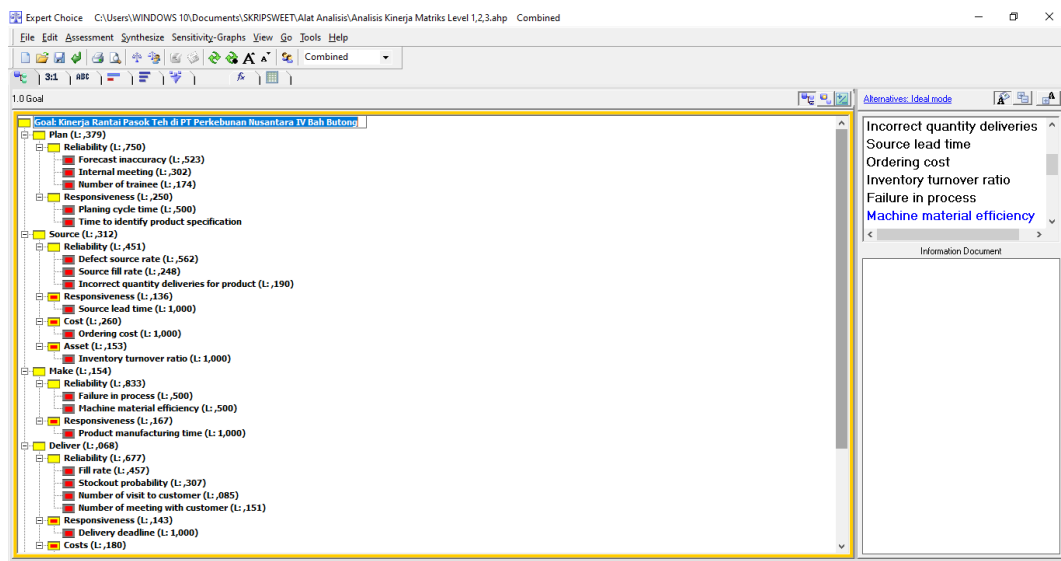 Expert Choice C:\Users\WINDOWS 10\Documents\SKRIPSWEET\Alat Analisis\Analisis Kinerja Matriks Level 1,2,3.ahp Combined
File Edit Assessment Synthesize Sensitivity-Graphs View Go Tools Help
Combined
3:1 ABC fx
1.0 Goal
Goal: Kinerja Rantai Pasok Teh di PT Perkebunan Nusantara IV Bah Butong
Plan (L: ,379)
Reliability (L: ,750)
Forecast inaccuracy (L: ,523)
Internal meeting (L: ,302)
Number of trainee (L: ,174)
Responsiveness (L: ,250)
Planing cycle time (L: ,500)
Time to identify product specification
Source (L: ,312)
Reliability (L: ,451)
Defect source rate (L: ,562)
Source fill rate (L: ,248)
Incorrect quantity deliveries for product (L: ,190)
Responsiveness (L: ,136)
Source lead time (L: 1,000)
Cost (L: ,260)
Ordering cost (L: 1,000)
Asset (L: ,153)
Inventory turnover ratio (L: 1,000)
Make (L: ,154)
Reliability (L: ,833)
Failure in process (L: ,500)
Machine material efficiency (L: ,500)
Responsiveness (L: ,167)
Product manufacturing time (L: 1,000)
Deliver (L: ,068)
Reliability (L: ,677)
Fill rate (L: ,457)
Stockout probability (L: ,307)
Number of visit to customer (L: ,085)
Number of meeting with customer (L: ,151)
Responsiveness (L: ,143)
Delivery deadline (L: 1,000)
Costs (L: ,180)
Alternatives: Ideal mode
Incorrect quantity deliveries
Source lead time
Ordering cost
Inventory turnover ratio
Failure in process
Machine material efficiency
Information Document